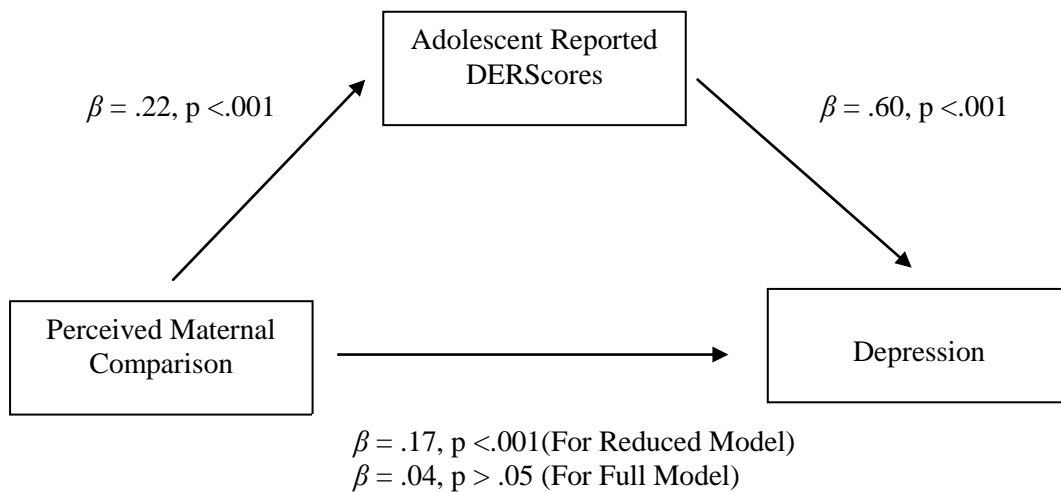 Adolescent Reported
DERScores
β = .22, p <.001
β = .60, p <.001
Perceived Maternal
Comparison
Depression
β = .17, p <.001(For Reduced Model)
β = .04, p > .05 (For Full Model)